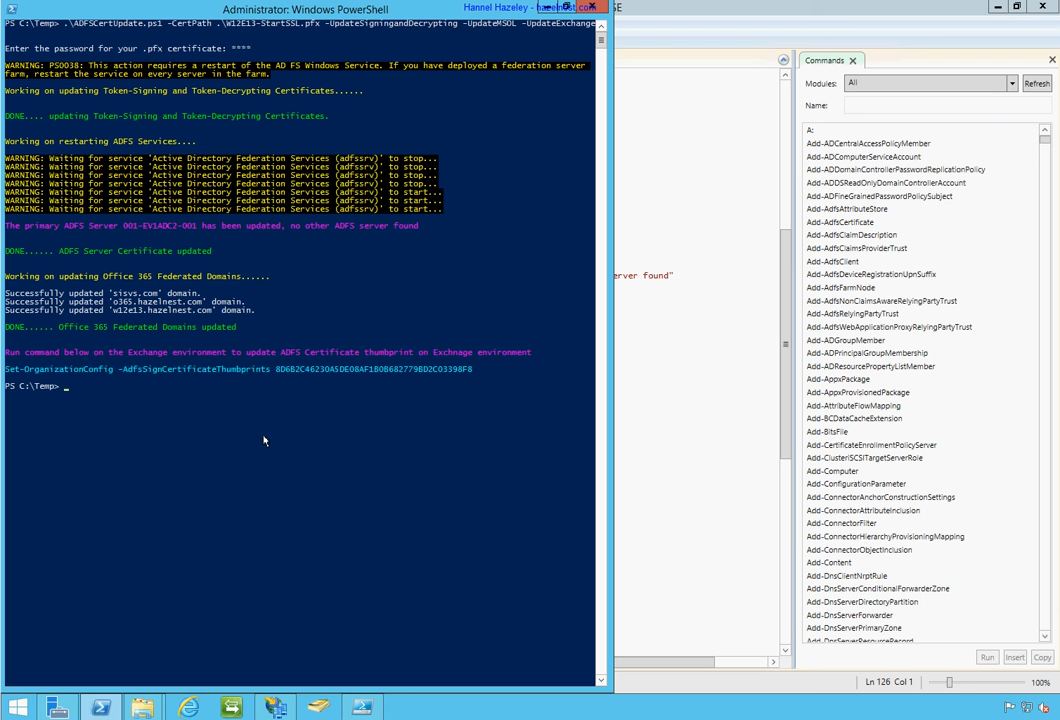 Administrator: Windows PowerShell
Hannel Hazeley - hazelnest.com
PS C:\Temp> .\ADFSCertUpdate.ps1 -CertPath .\W12E13-StartSSL.pfx -UpdateSigningandDecrypting -UpdateMSOL -UpdateExchange
Enter the password for your .pfx certificate: ****
WARNING: PS0038: This action requires a restart of the AD FS Windows Service. If you have deployed a federation server
farm, restart the service on every server in the farm.
Working on updating Token-Signing and Token-Decrypting Certificates......
DONE.... updating Token-Signing and Token-Decrypting Certificates.
Working on restarting ADFS Services....
WARNING: Waiting for service 'Active Directory Federation Services (adfssrv)' to stop...
WARNING: Waiting for service 'Active Directory Federation Services (adfssrv)' to stop...
WARNING: Waiting for service 'Active Directory Federation Services (adfssrv)' to stop...
WARNING: Waiting for service 'Active Directory Federation Services (adfssrv)' to stop...
WARNING: Waiting for service 'Active Directory Federation Services (adfssrv)' to start...
WARNING: Waiting for service 'Active Directory Federation Services (adfssrv)' to start...
WARNING: Waiting for service 'Active Directory Federation Services (adfssrv)' to start...
The primary ADFS Server 001-EV1ADC2-001 has been updated, no other ADFS server found
DONE...... ADFS Server Certificate updated
Working on updating Office 365 Federated Domains......
Successfully updated 'sisvs.com' domain.
Successfully updated 'o365.hazelnest.com' domain.
Successfully updated 'w12e13.hazelnest.com' domain.
DONE...... Office 365 Federated Domains updated
Run command below on the Exchange environment to update ADFS Certificate thumbprint on Exchnage environment
Set-OrganizationConfig -AdfsSignCertificateThumbprints 8D6B2C46230A5DE08AF1B0B682779BD2C03398F8
PS C:\Temp> _
SE
erver found"
Commands
Modules:
All
Refresh
Name:
A:
Add-ADCentralAccessPolicyMember
Add-ADComputerServiceAccount
Add-ADDomainControllerPasswordReplicationPolicy
Add-ADDSReadOnlyDomainControllerAccount
Add-ADFineGrainedPasswordPolicySubject
Add-AdfsAttributeStore
Add-AdfsCertificate
Add-AdfsClaimDescription
Add-AdfsClaimsProviderTrust
Add-AdfsClient
Add-AdfsDeviceRegistrationUpnSuffix
Add-AdfsFarmNode
Add-AdfsNonClaimsAwareRelyingPartyTrust
Add-AdfsRelyingPartyTrust
Add-AdfsWebApplicationProxyRelyingPartyTrust
Add-ADGroupMember
Add-ADPrincipalGroupMembership
Add-ADResourcePropertyListMember
Add-AppxPackage
Add-AppxProvisionedPackage
Add-AttributeFlowMapping
Add-BCDataCacheExtension
Add-BitsFile
Add-CertificateEnrollmentPolicyServer
Add-ClusteriSCSITargetServerRole
Add-Computer
Add-ConfigurationParameter
Add-ConnectorAnchorConstructionSettings
Add-ConnectorAttributeInclusion
Add-ConnectorFilter
Add-ConnectorHierarchyProvisioningMapping
Add-ConnectorObjectInclusion
Add-Content
Add-DnsClientNrptRule
Add-DnsServerConditionalForwarderZone
Add-DnsServerDirectoryPartition
Add-DnsServerForwarder
Add-DnsServerPrimaryZone
Add-DnsServerResourceRecord
Run
Insert
Copy
Ln 126 Col 1
100%